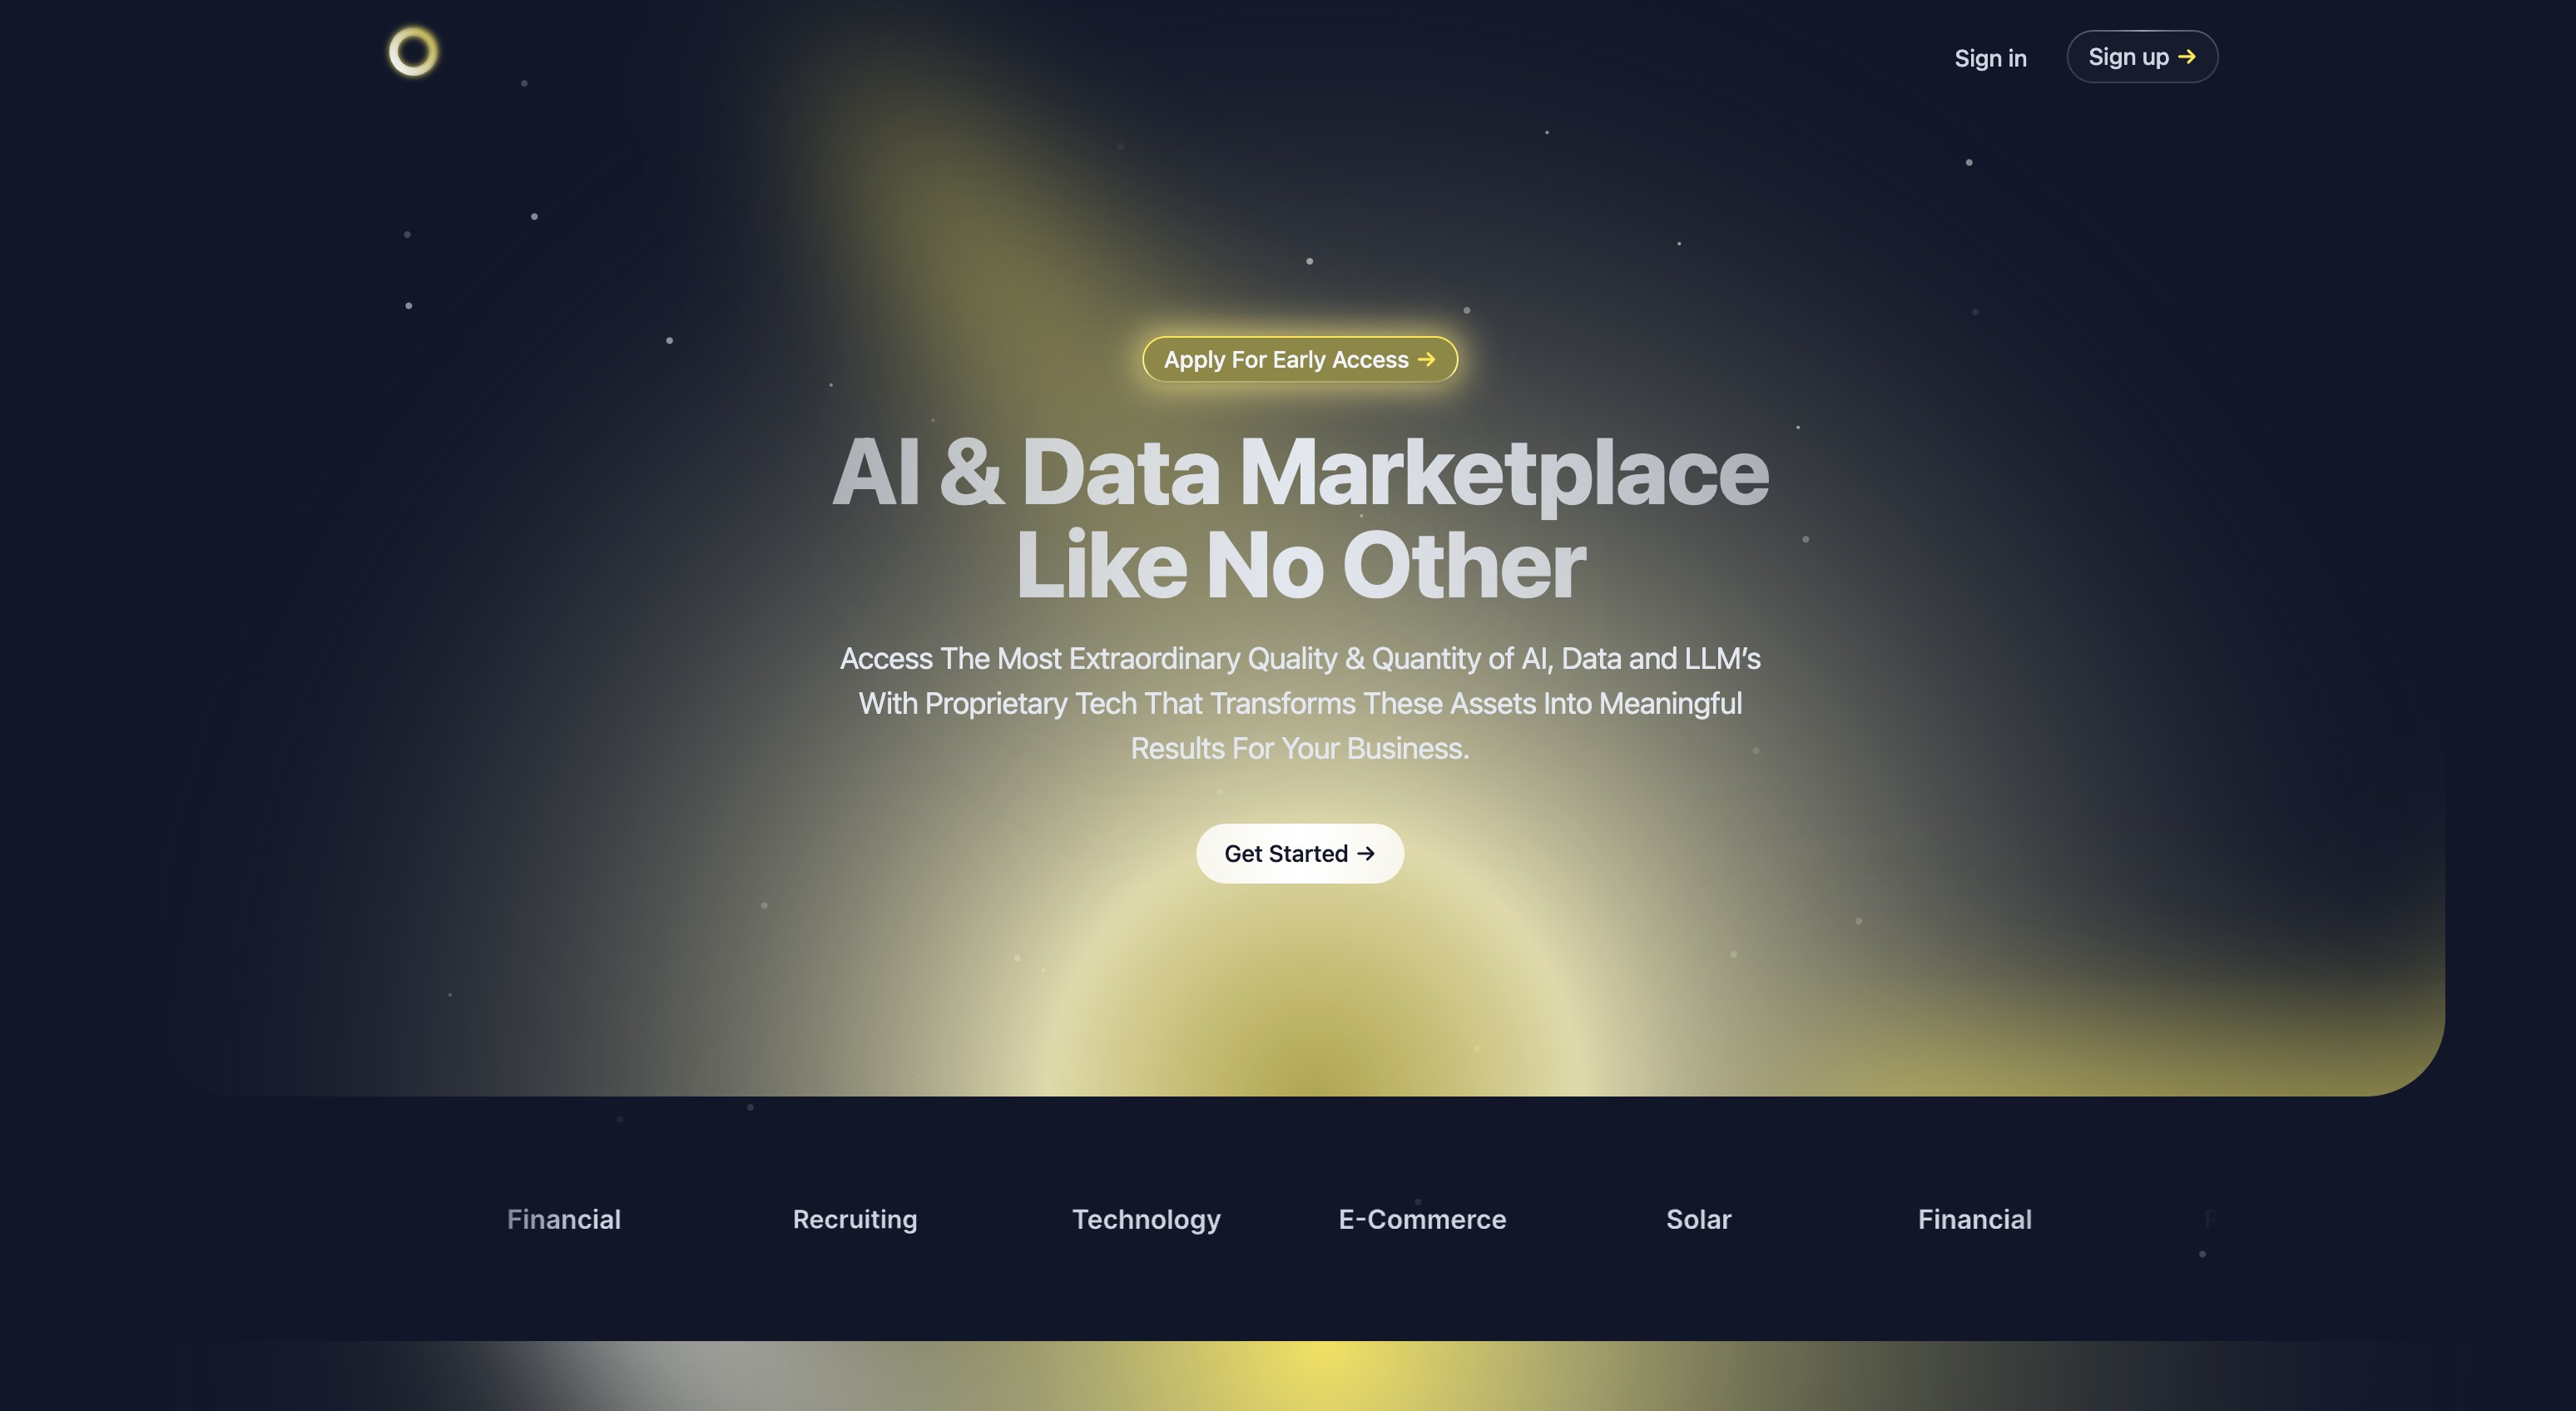 Sign in
Sign up
Apply For Early Access
AI & Data Marketplace
Like No Other
Access The Most Extraordinary Quality & Quantity of AI, Data and LLM’s
With Proprietary Tech That Transforms These Assets Into Meaningful
Results For Your Business.
Get Started
Financial Recruiting Technology E-Commerce Solar Financial